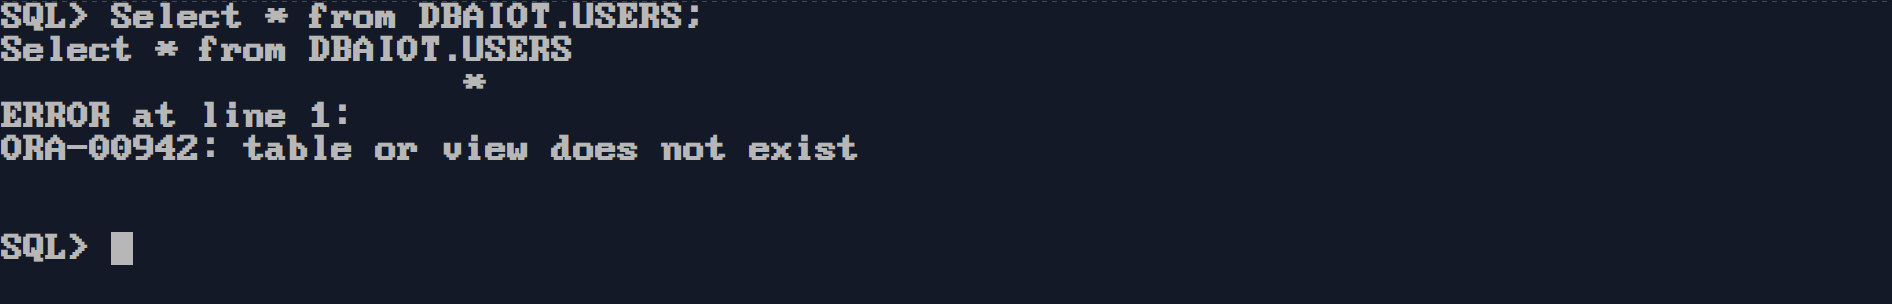 SQL> Select * from DBAIOT.USERS;
Select * from DBAIOT.USERS
*
ERROR at line 1:
ORA-00942: table or view does not exist
SQL>